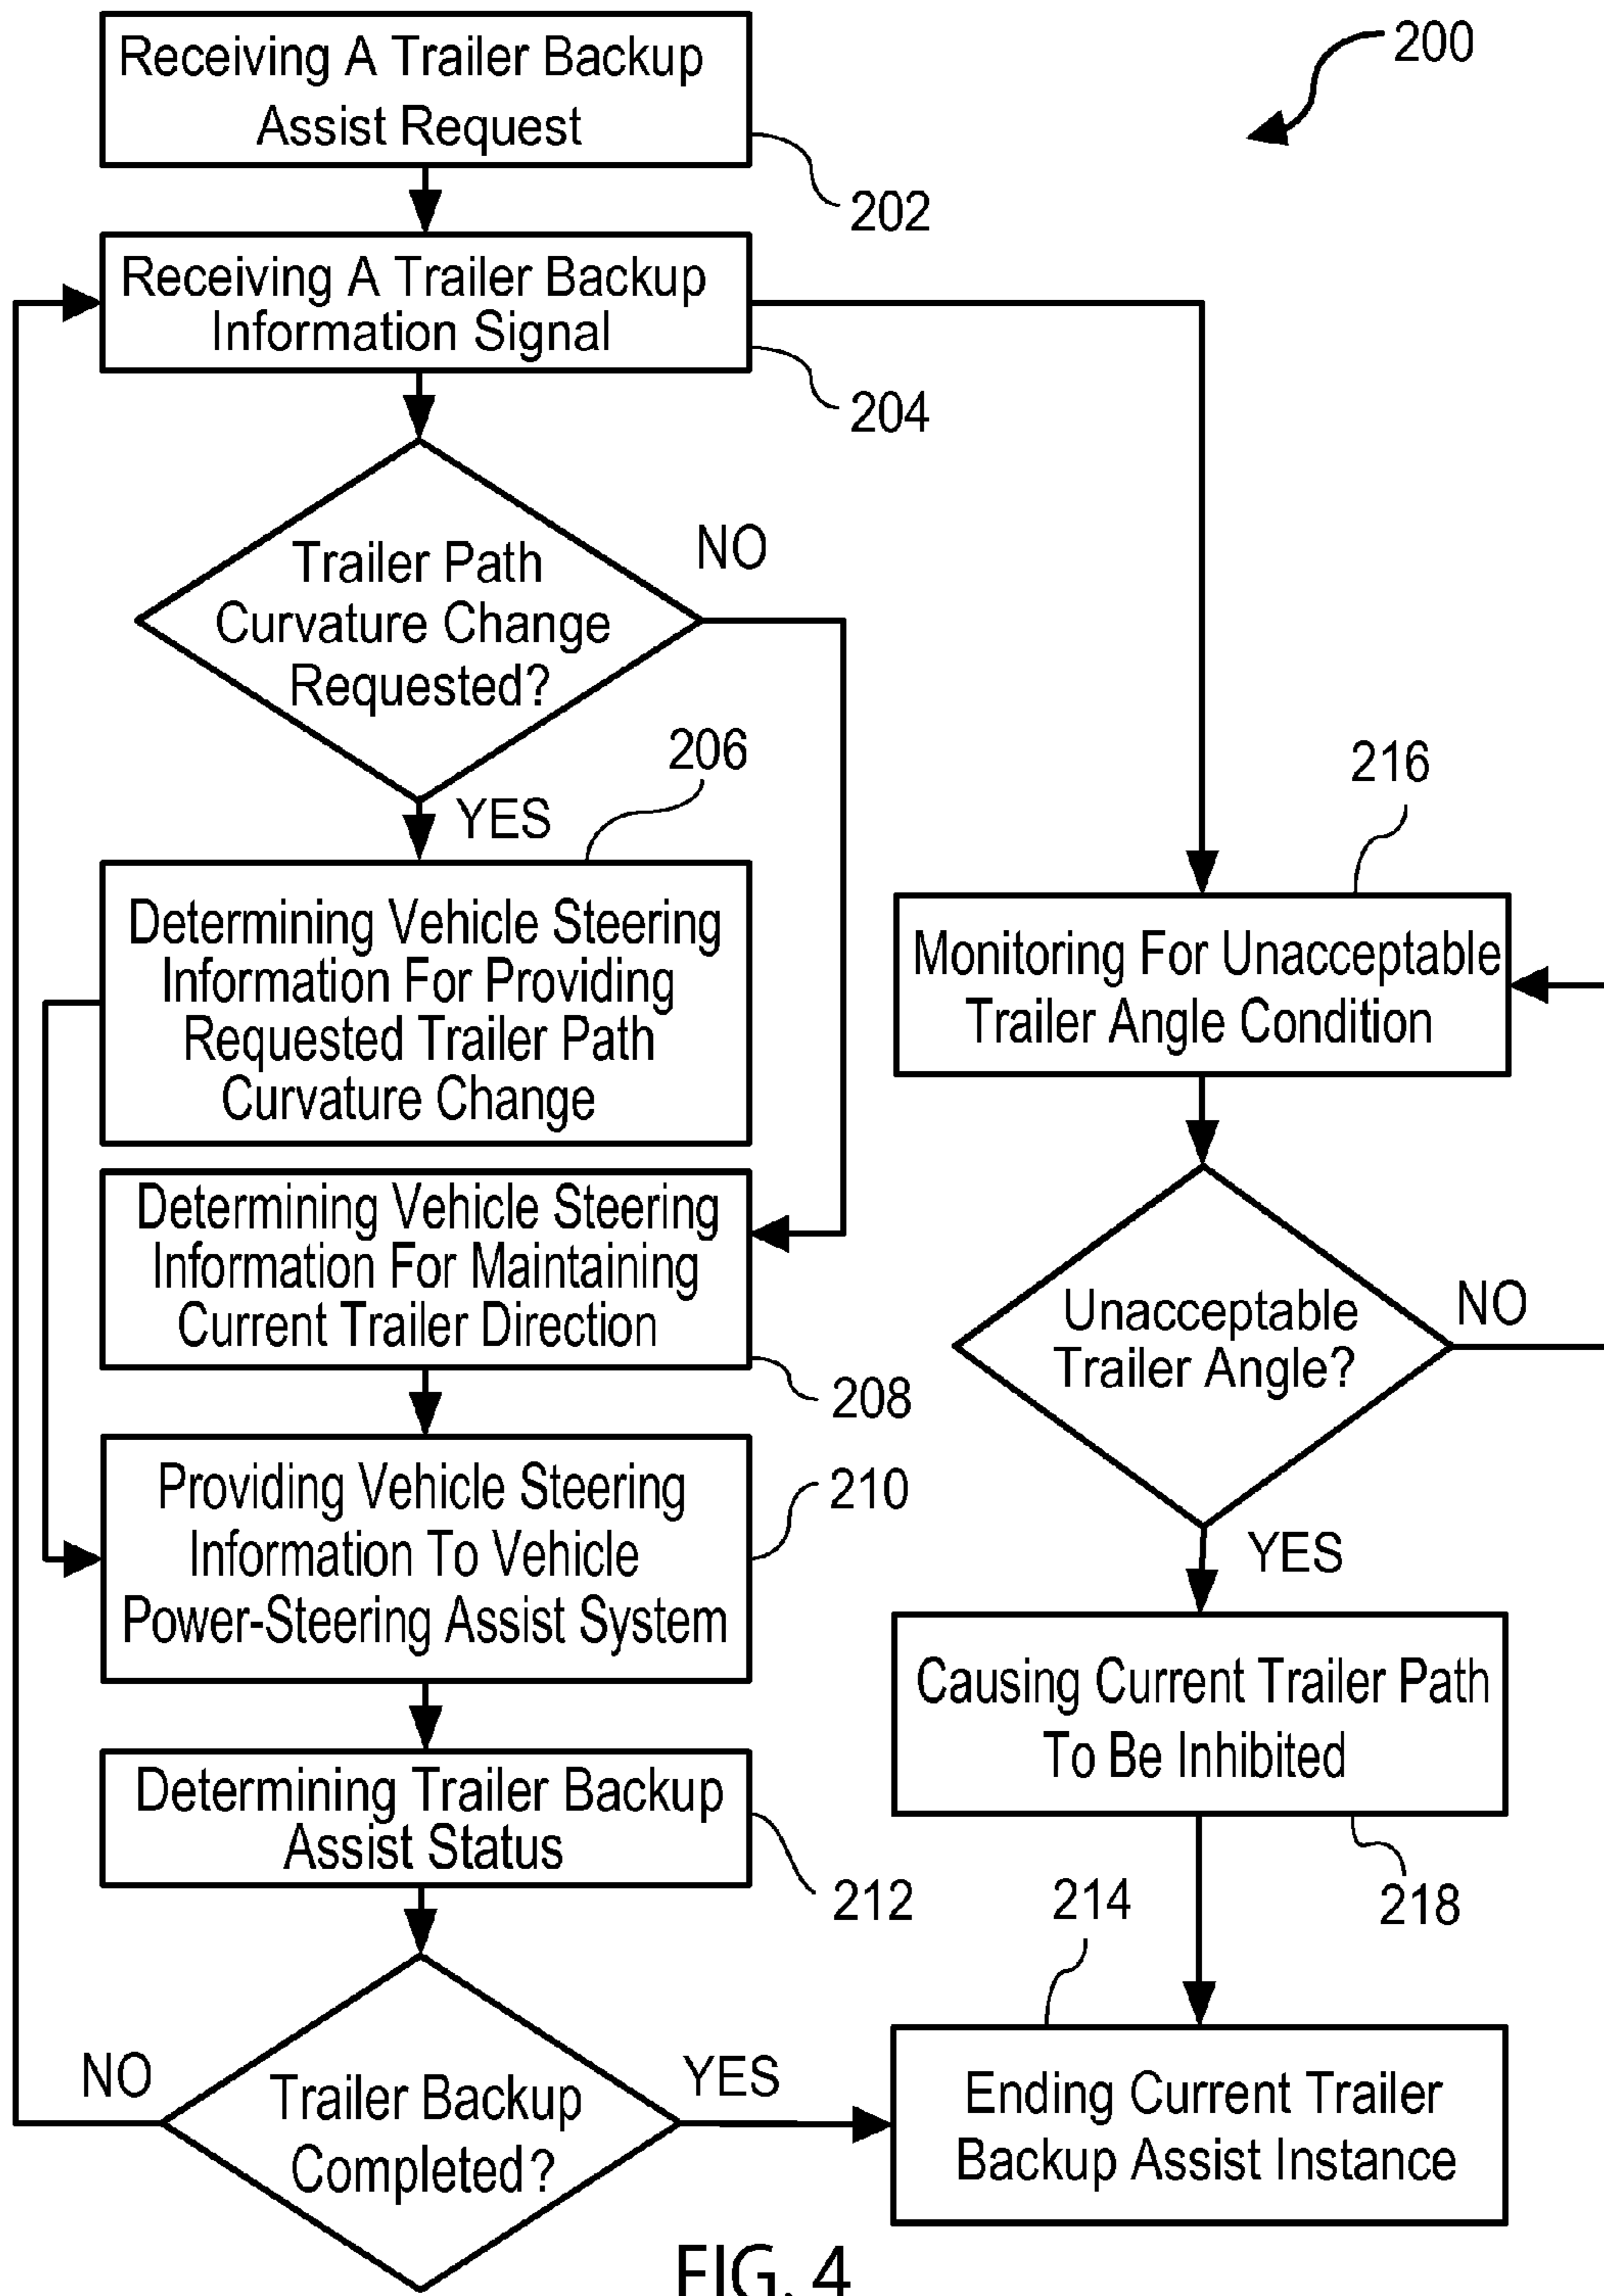 Receiving A Trailer Backup
Assist Request
200
202
Receiving A Trailer Backup
Information Signal
204
Trailer Path
Curvature Change
Requested?
NO
YES
206
Determining Vehicle Steering
Information For Providing
Requested Trailer Path
Curvature Change
Determining Vehicle Steering
Information For Maintaining
Current Trailer Direction
208
Providing Vehicle Steering
Information To Vehicle
Power-Steering Assist System
210
Determining Trailer Backup
Assist Status
212
Trailer Backup
Completed?
NO
YES
216
Monitoring For Unacceptable
Trailer Angle Condition
Unacceptable
Trailer Angle?
NO
YES
Causing Current Trailer Path
To Be Inhibited
218
214
Ending Current Trailer
Backup Assist Instance
FIG. 4